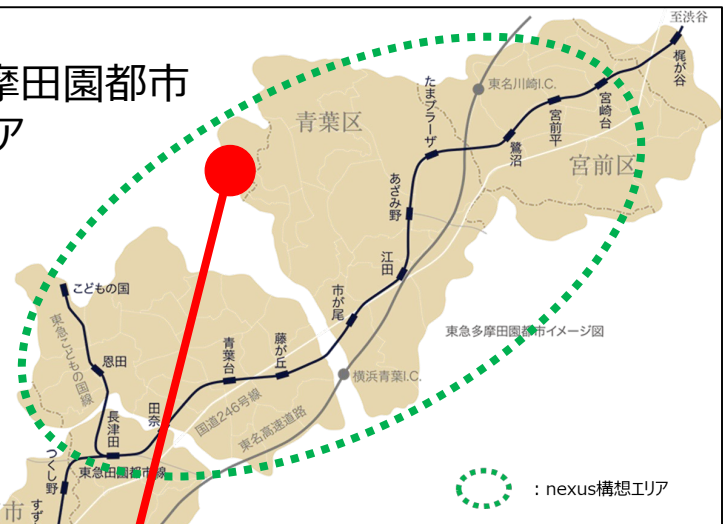 摩田園都市
ア
至渋谷
梶が谷
宮崎台
宮前平
鷺沼
宮前区
東名川崎I.C.
たまプラーザ
青葉区
あざみ野
江田
市が尾
東急多摩田園都市イメージ図
藤が丘
横浜青葉I.C.
青葉台
国道246号線
東名高速道路
田奈
こどもの国
東急こどもの国線
恩田
長津田
東急田園都市線
つくし野
すず
市
：nexus構想エリア